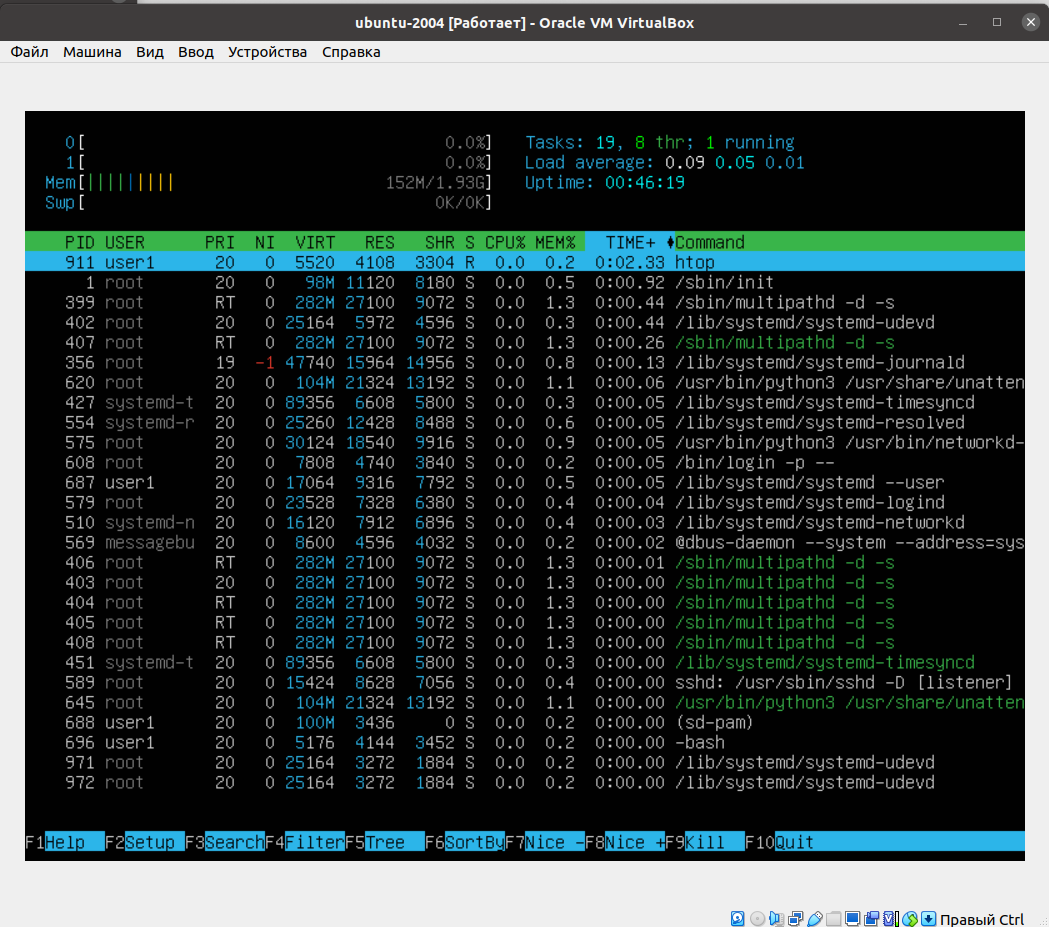 ubuntu-2004 [Работает] - Oracle VM VirtualBox
Файл Машина Вид Ввод Устройства Справка
0[ 0.0%] Tasks: 19, 8 thr; 1 running
1[ 0.0%] Load average: 0.09 0.05 0.01
Mem[|||||||||| 152M/1.93G] Uptime: 00:46:19
Swp[ 0K/0K]
PID USER PRI NI VIRT RES SHR S CPU% MEM% TIME+ Command
911 user1 20 0 5520 4108 3304 R 0.0 0.2 0:02.33 htop
1 root 20 0 98M 11120 8180 S 0.0 0.5 0:00.92 /sbin/init
399 root RT 0 282M 27100 9072 S 0.0 1.3 0:00.44 /sbin/multipathd -d -s
402 root 20 0 25164 5972 4596 S 0.0 0.3 0:00.44 /lib/systemd/systemd-udevd
407 root RT 0 282M 27100 9072 S 0.0 1.3 0:00.26 /sbin/multipathd -d -s
356 root 19 -1 47740 15964 14956 S 0.0 0.8 0:00.13 /lib/systemd/systemd-journald
620 root 20 0 104M 21324 13192 S 0.0 1.1 0:00.06 /usr/bin/python3 /usr/share/unatten
427 systemd-t 20 0 89356 6608 5800 S 0.0 0.3 0:00.05 /lib/systemd/systemd-timesyncd
554 systemd-r 20 0 25260 12428 8488 S 0.0 0.6 0:00.05 /lib/systemd/systemd-resolved
575 root 20 0 30124 18540 9916 S 0.0 0.9 0:00.05 /usr/bin/python3 /usr/bin/networkd-
608 root 20 0 7808 4740 3840 S 0.0 0.2 0:00.05 /bin/login -p --
687 user1 20 0 17064 9316 7792 S 0.0 0.5 0:00.05 /lib/systemd/systemd --user
579 root 20 0 23528 7328 6380 S 0.0 0.4 0:00.04 /lib/systemd/systemd-logind
510 systemd-n 20 0 16120 7912 6896 S 0.0 0.4 0:00.03 /lib/systemd/systemd-networkd
569 messagebu 20 0 8600 4596 4032 S 0.0 0.2 0:00.02 @dbus-daemon --system --address=sys
406 root RT 0 282M 27100 9072 S 0.0 1.3 0:00.01 /sbin/multipathd -d -s
403 root 20 0 282M 27100 9072 S 0.0 1.3 0:00.00 /sbin/multipathd -d -s
404 root RT 0 282M 27100 9072 S 0.0 1.3 0:00.00 /sbin/multipathd -d -s
405 root RT 0 282M 27100 9072 S 0.0 1.3 0:00.00 /sbin/multipathd -d -s
408 root RT 0 282M 27100 9072 S 0.0 1.3 0:00.00 /sbin/multipathd -d -s
451 systemd-t 20 0 89356 6608 5800 S 0.0 0.3 0:00.00 /lib/systemd/systemd-timesyncd
589 root 20 0 15424 8628 7056 S 0.0 0.4 0:00.00 sshd: /usr/sbin/sshd -D [listener]
645 root 20 0 104M 21324 13192 S 0.0 1.1 0:00.00 /usr/bin/python3 /usr/share/unatten
688 user1 20 0 100M 3436 0 S 0.0 0.2 0:00.00 (sd-pam)
696 user1 20 0 5176 4144 3452 S 0.0 0.2 0:00.00 -bash
971 root 20 0 25164 3272 1884 S 0.0 0.2 0:00.00 /lib/systemd/systemd-udevd
972 root 20 0 25164 3272 1884 S 0.0 0.2 0:00.00 /lib/systemd/systemd-udevd
F1Help F2Setup F3SearchF4FilterF5Tree F6SortByF7Nice -F8Nice +F9Kill F10Quit
Правый Ctrl